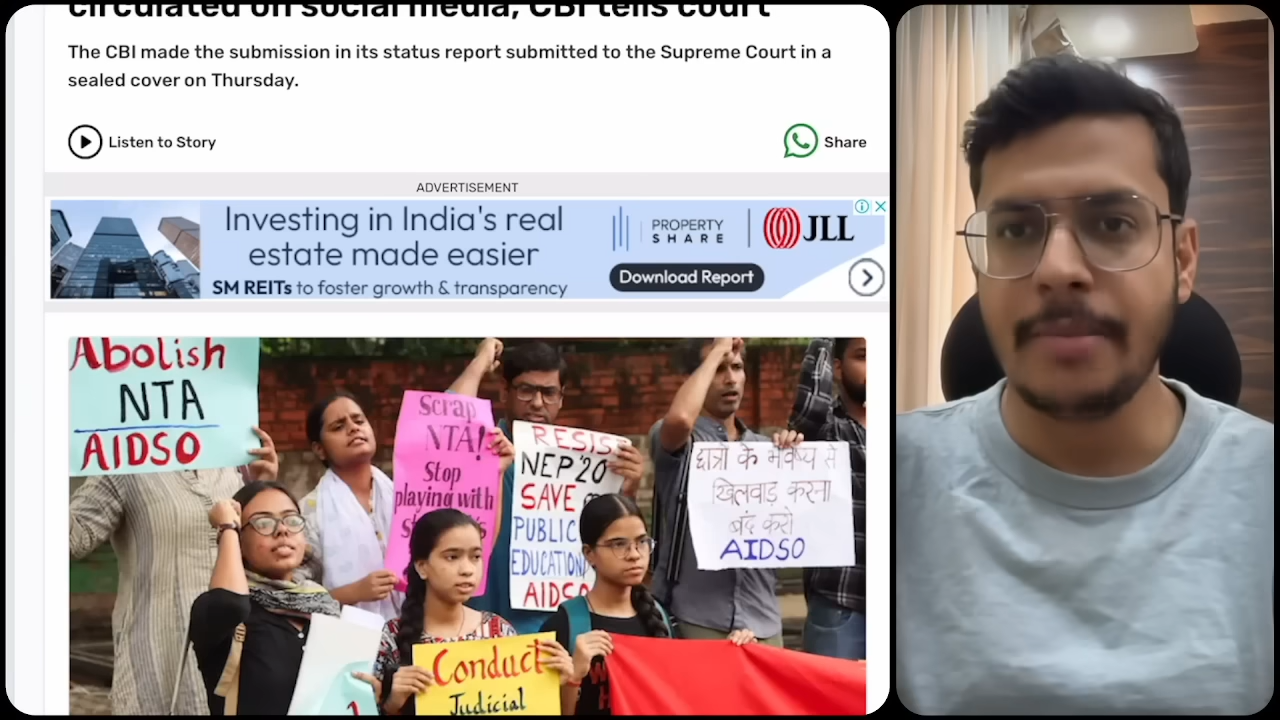 circulated on social media, CBI tells court
The CBI made the submission in its status report submitted to the Supreme Court in a
sealed cover on Thursday.
Listen to Story
Share
ADVERTISEMENT
Investing in India's real
estate made easier
SM REITs to foster growth & transparency
PROPERTY
SHARE
JLL
Download Report
Abolish
NTA
AIDSO
Scrap
NTA!
Stop
playing with
RESIST
NEP'20
SAVE
PUBLIC
EDUCATION
AIDSO
छात्रों के भविष्य से
खिलवाड़ करना
बंद करो
AIDSO
Conduct
Judicial